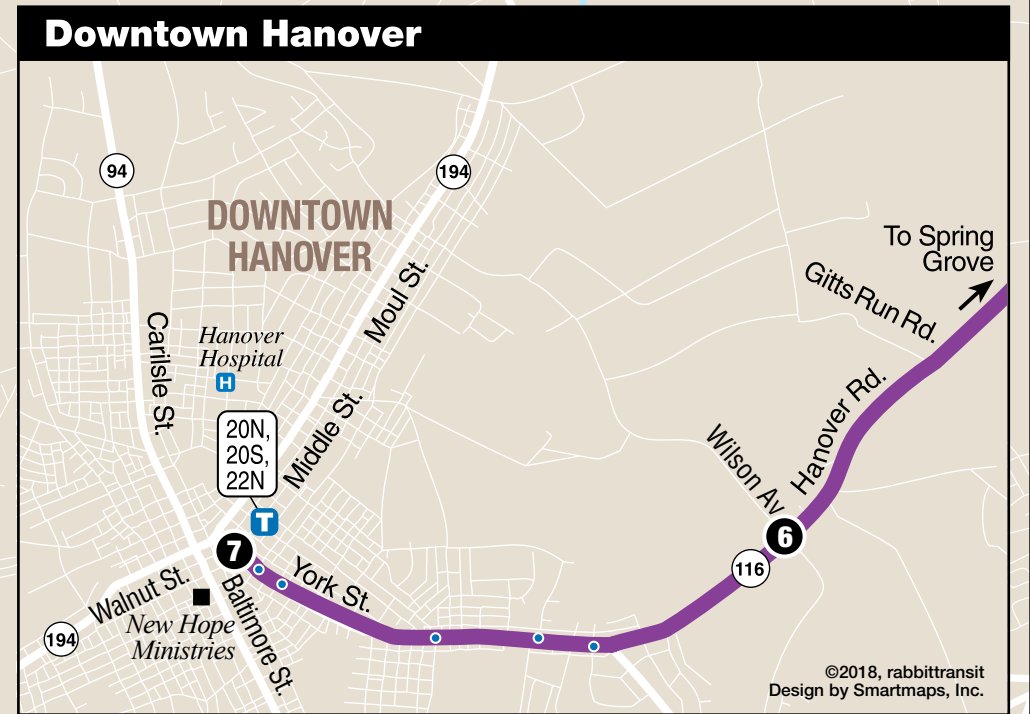 Downtown Hanover
94
194
DOWNTOWN
HANOVER
To Spring
Grove
Gitts Run Rd.
Moul St.
Carilsle St.
Hanover
Hospital
H
Hanover Rd.
20N,
20S,
22N
Middle St.
Wilson Av
T
7
6
116
York St.
Walnut St.
Baltimore St.
New Hope
Ministries
194
©2018, rabbittransit
Design by Smartmaps, Inc.